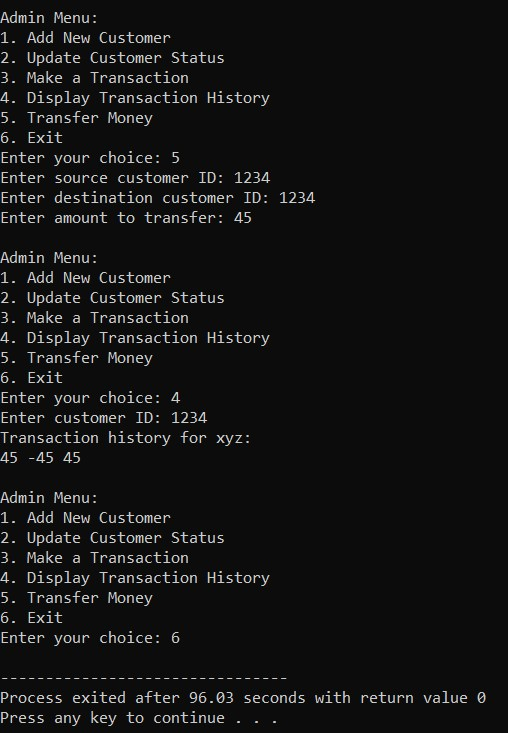 Admin Menu:
1. Add New Customer
2. Update Customer Status
3. Make a Transaction
4. Display Transaction History
5. Transfer Money
6. Exit
Enter your choice: 5
Enter source customer ID: 1234
Enter destination customer ID: 1234
Enter amount to transfer: 45

Admin Menu:
1. Add New Customer
2. Update Customer Status
3. Make a Transaction
4. Display Transaction History
5. Transfer Money
6. Exit
Enter your choice: 4
Enter customer ID: 1234
Transaction history for xyz:
45 -45 45

Admin Menu:
1. Add New Customer
2. Update Customer Status
3. Make a Transaction
4. Display Transaction History
5. Transfer Money
6. Exit
Enter your choice: 6

--------------------------------
Process exited after 96.03 seconds with return value 0
Press any key to continue . . .